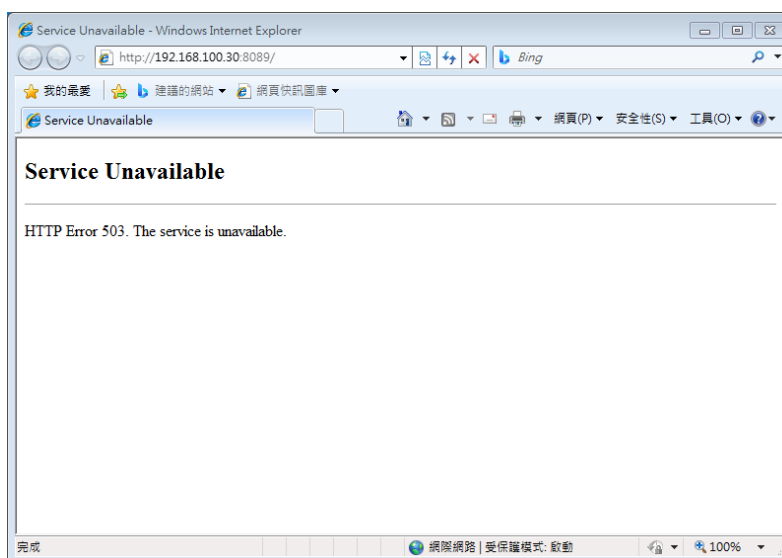 Service Unavailable - Windows Internet Explorer
http://192.168.100.30:8089/
Bing
我的最愛
建議的網站
網頁快訊圖庫
Service Unavailable
網頁(P)
安全性(S)
工具(O)
Service Unavailable
HTTP Error 503. The service is unavailable.
完成
網際網路 | 受保護模式: 啟動
100%